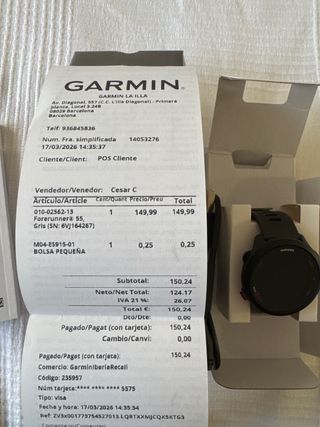 GARMIN
GARMIN LA ILLA
Av. Diagonal, 557 (C.C. L'illa Diagonal) - Primera
planta, Local 3.24B
08029 Barcelona
Barcelona
Telf: 936845836
Num. Fra. simplificada 14053276
17/03/2026 14:35:37
Cliente/Client: POS Cliente
Vendedor/Venedor: Cesar C
Artículo/Article Cant/Quant Precio/Preu Total
010-02562-13 1 149,99 149,99
Forerunner® 55,
Gris (SN: 6VJ164287)
M04-ES915-01 1 0,25 0,25
BOLSA PEQUEÑA
Subtotal: 150,24
Neto/Net Total: 124.17
IVA 21 % : 26.07
Total €: 150,24
Dto/Dte: 0,00
Pagado/Pagat (con tarjeta): 150,24
Cambio/Canvi: 0,00
Pagado/Pagat (con tarjeta): 150,24
Comercio: GarminIberiaRetail
Código: 235957
Núm tarjeta:**** **** **** 5575
Tipo: visa
Fecha y hora: 17/03/2026 14:35:34
GARMIN